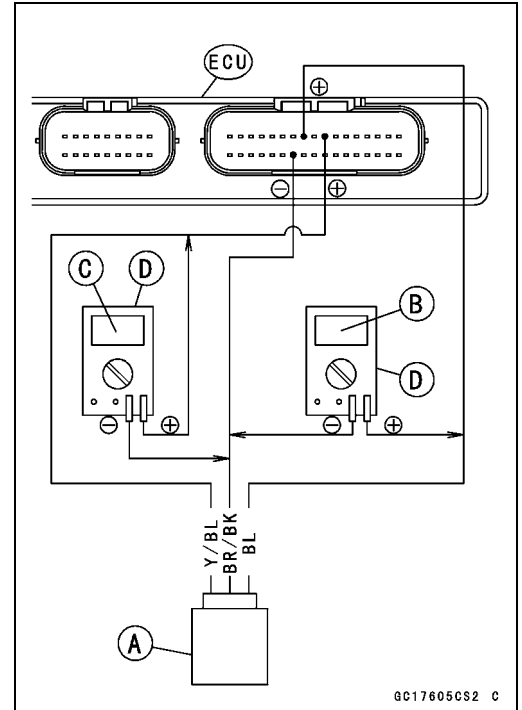 ECU
⊕
⊖ ⊕
C D
B
D
⊖ ⊕
⊖ ⊕
Y/BL
BR/BK
BL
A
GC17605CS2 C